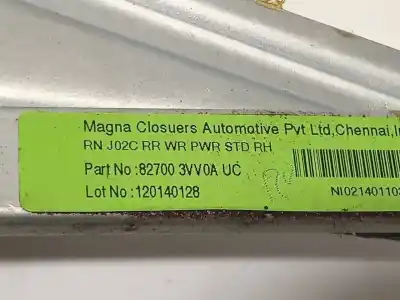 Magna Closuers Automotive Pvt Ltd,Chennai,
RN J02C RR WR PWR STD RH
Part No :82700 3VV0A UC
Lot No :120140128
NI02140110